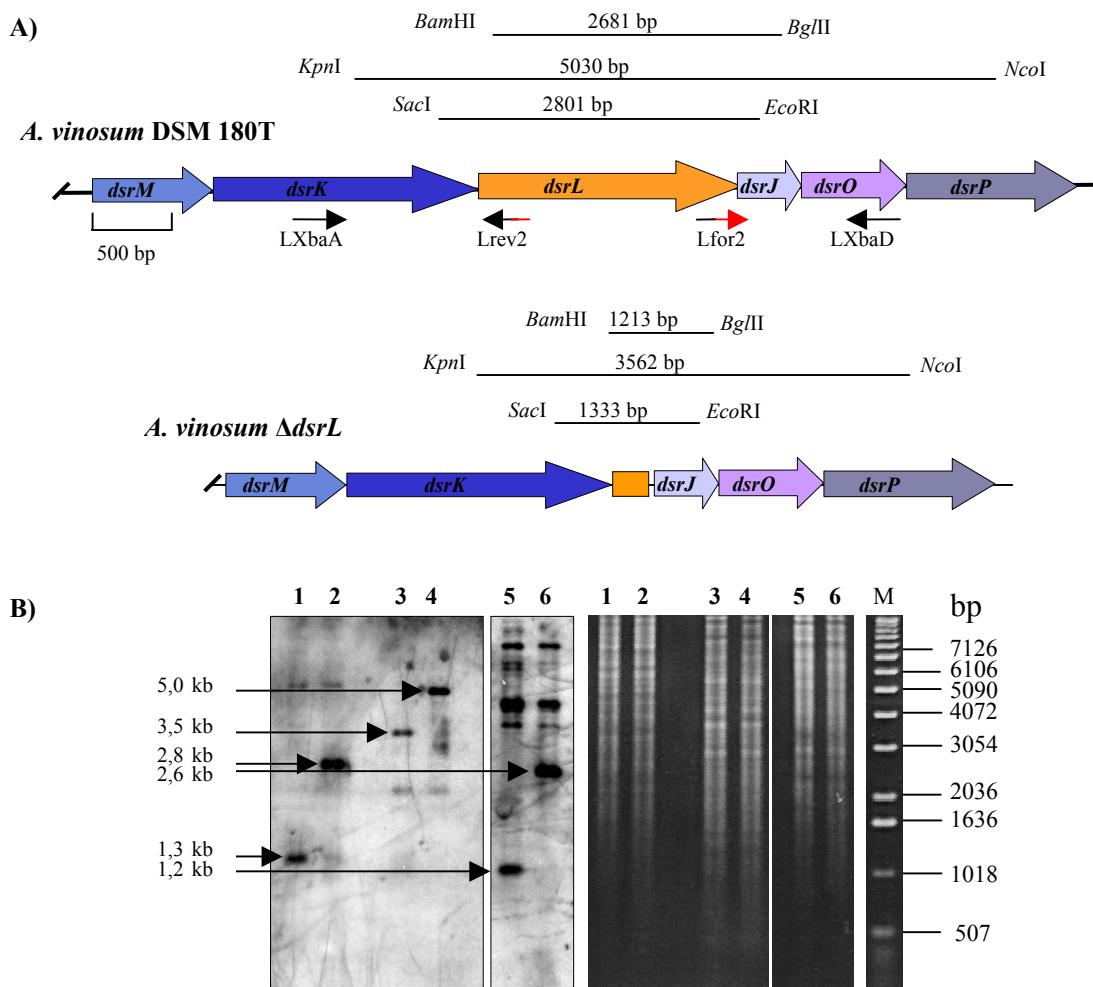 A)
BamHI 2681 bp BglII
KpnI 5030 bp NcoI
SacI 2801 bp EcoRI
A. vinosum DSM 180T
dsrM dsrK dsrL dsrJ dsrO dsrP
500 bp LXbaA Lrev2 Lfor2 LXbaD
BamHI 1213 bp BglII
KpnI 3562 bp NcoI
SacI 1333 bp EcoRI
A. vinosum ΔdsrL
dsrM dsrK dsrJ dsrO dsrP
B)
1 2 3 4 5 6 1 2 3 4 5 6 M bp
5,0 kb
3,5 kb
2,8 kb
2,6 kb
1,3 kb
1,2 kb
7126
6106
5090
4072
3054
2036
1636
1018
507